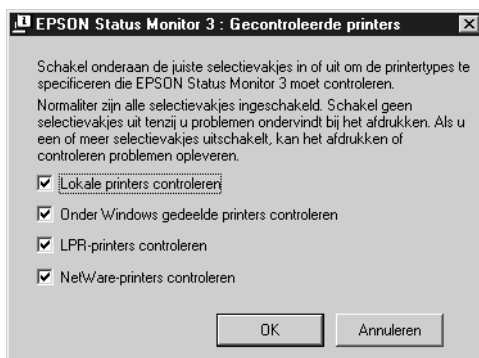 EPSON Status Monitor 3 : Gecontroleerde printers
Schakel onderaan de juiste selectievakjes in of uit om de printertypes te
specificeren die EPSON Status Monitor 3 moet controleren.
Normaliter zijn alle selectievakjes ingeschakeld. Schakel geen
selectievakjes uit tenzij u problemen ondervindt bij het afdrukken. Als u
een of meer selectievakjes uitschakelt, kan het afdrukken of
controleren problemen opleveren.
Lokale printers controleren
Onder Windows gedeelde printers controleren
LPR-printers controleren
NetWare-printers controleren
OK
Annuleren